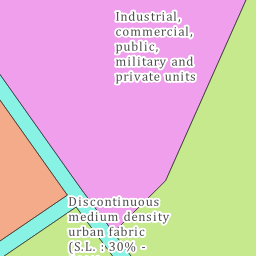 Industrial,
commercial,
public,
military and
private units
Discontinuous
medium density
urban fabric
(S.L. : 30% -